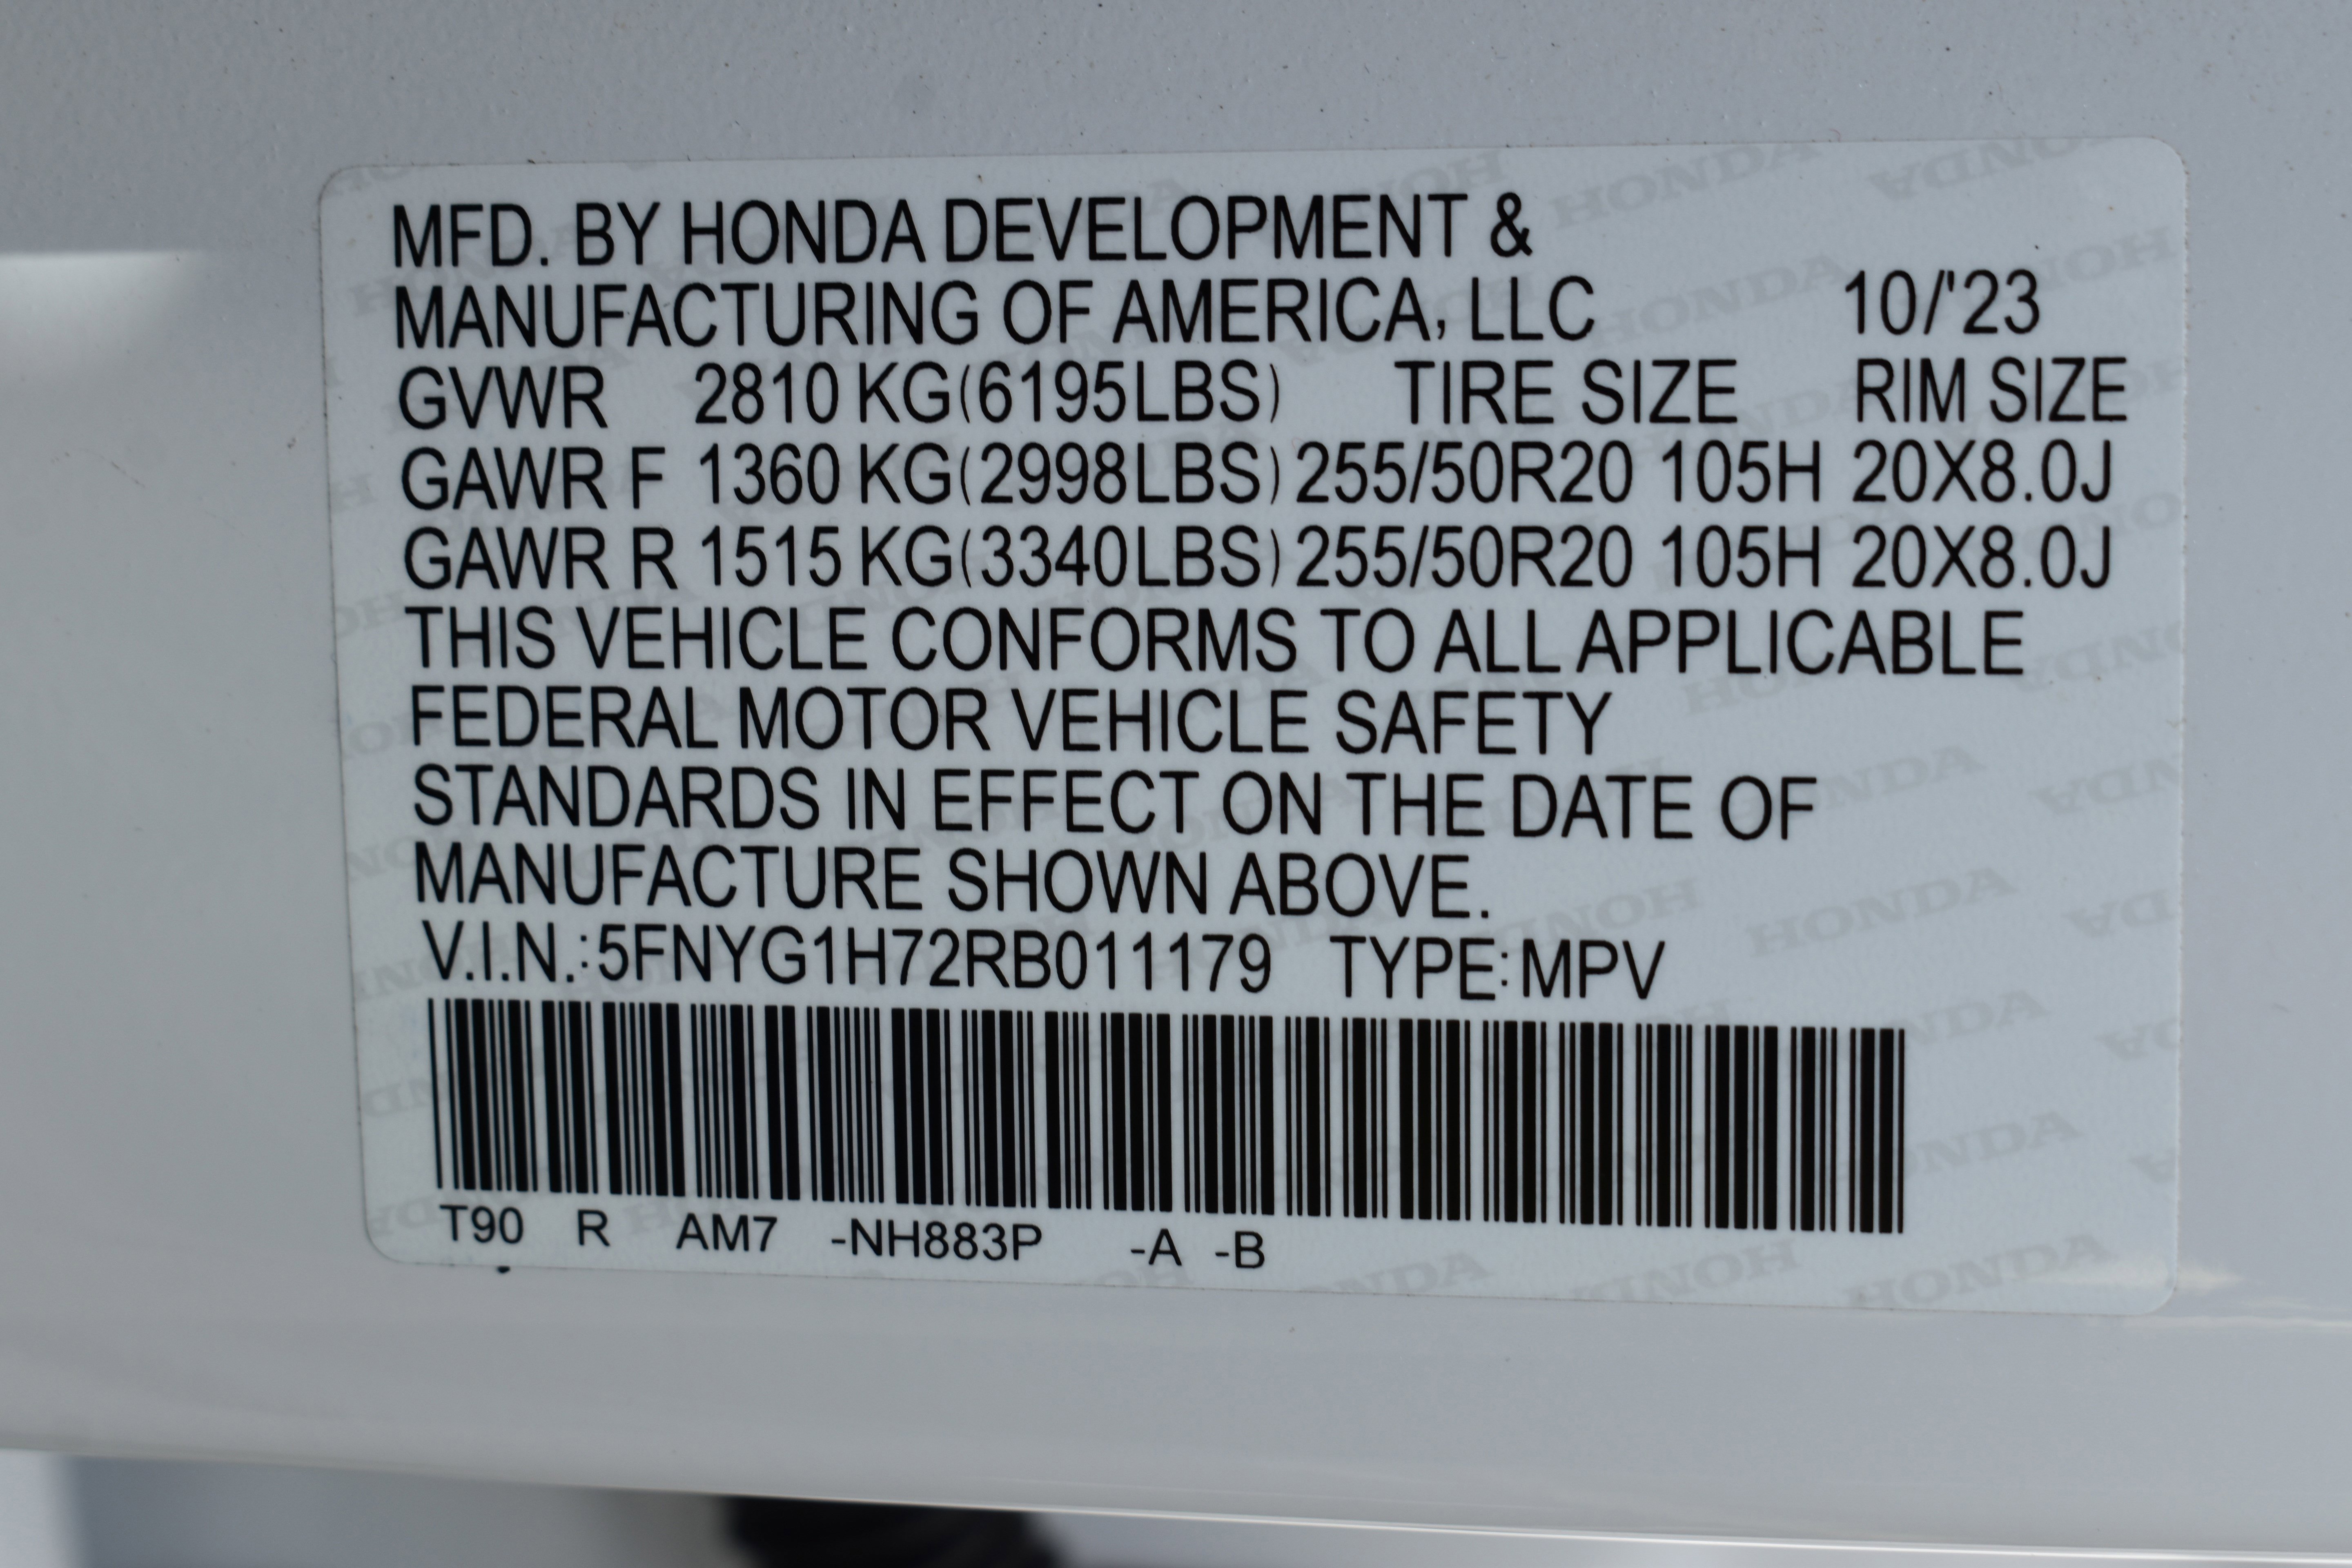 MFD. BY HONDA DEVELOPMENT &
MANUFACTURING OF AMERICA, LLC 10/'23
GVWR 2810 KG(6195LBS) TIRE SIZE RIM SIZE
GAWR F 1360 KG(2998LBS) 255/50R20 105H 20X8.0J
GAWR R 1515 KG(3340LBS) 255/50R20 105H 20X8.0J
THIS VEHICLE CONFORMS TO ALL APPLICABLE
FEDERAL MOTOR VEHICLE SAFETY
STANDARDS IN EFFECT ON THE DATE OF
MANUFACTURE SHOWN ABOVE.
V.I.N.:5FNYG1H72RB011179 TYPE:MPV
T90 R AM7 -NH883P -A -B